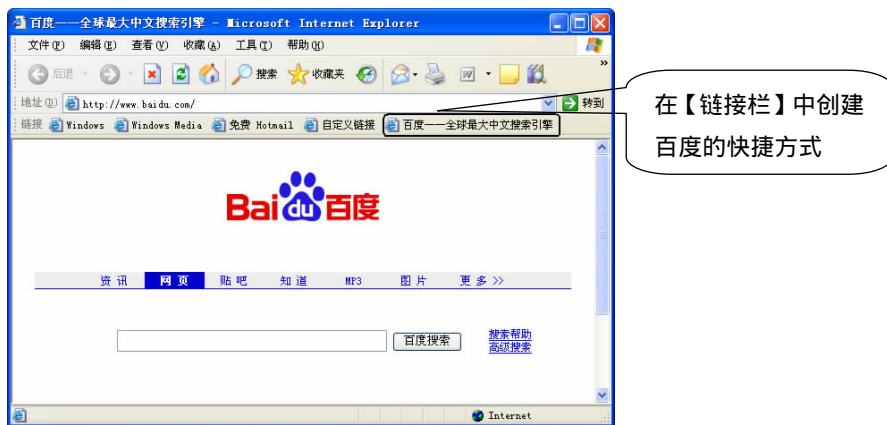 百度——全球最大中文搜索引擎 - Microsoft Internet Explorer
文件(F) 编辑(E) 查看(V) 收藏(A) 工具(T) 帮助(H)
后退 搜索 收藏夹 »
地址(D) http://www.baidu.com/ 转到
链接 Windows Windows Media 免费 Hotmail 自定义链接 百度——全球最大中文搜索引擎
在【链接栏】中创建
百度的快捷方式
Bai du 百度
资讯 网页 贴吧 知道 MP3 图片 更多>>
百度搜索 搜索帮助
高级搜索
Internet